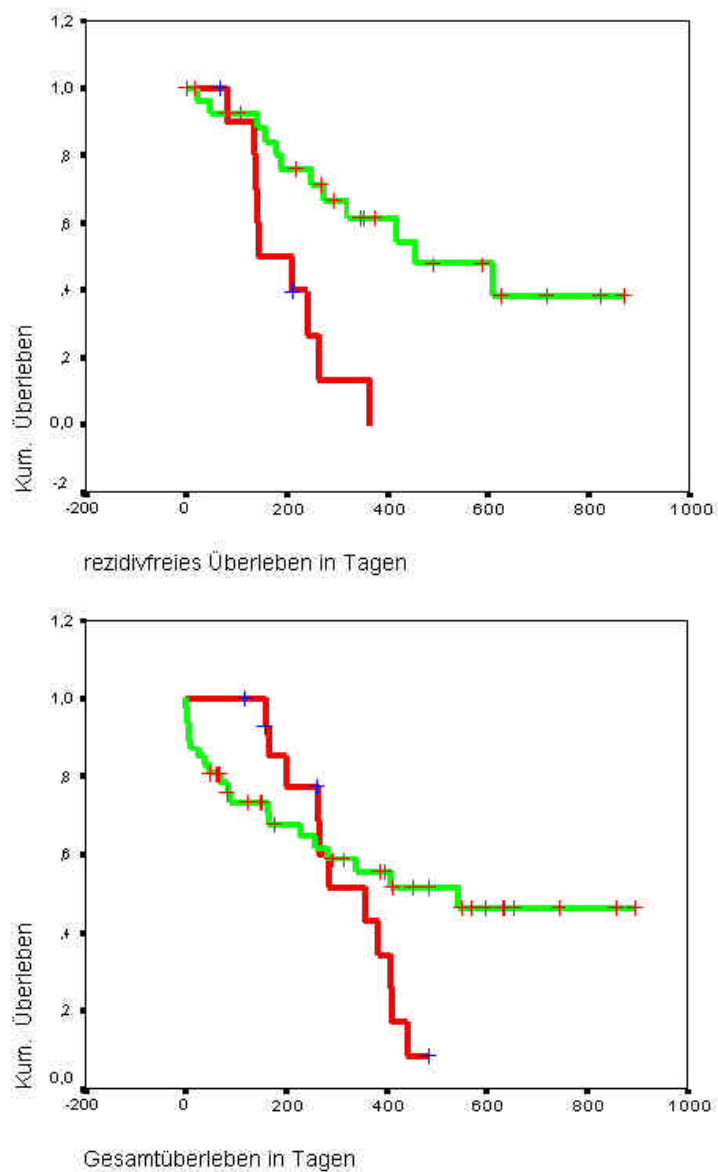 1,2
1,0
,8
,6
,4
,2
0,0
-,2
Kum. Überleben
-200 0 200 400 600 800 1000
rezidivfreies Überleben in Tagen
1,2
1,0
,8
,6
,4
,2
0,0
Kum. Überleben
-200 0 200 400 600 800 1000
Gesamtüberleben in Tagen